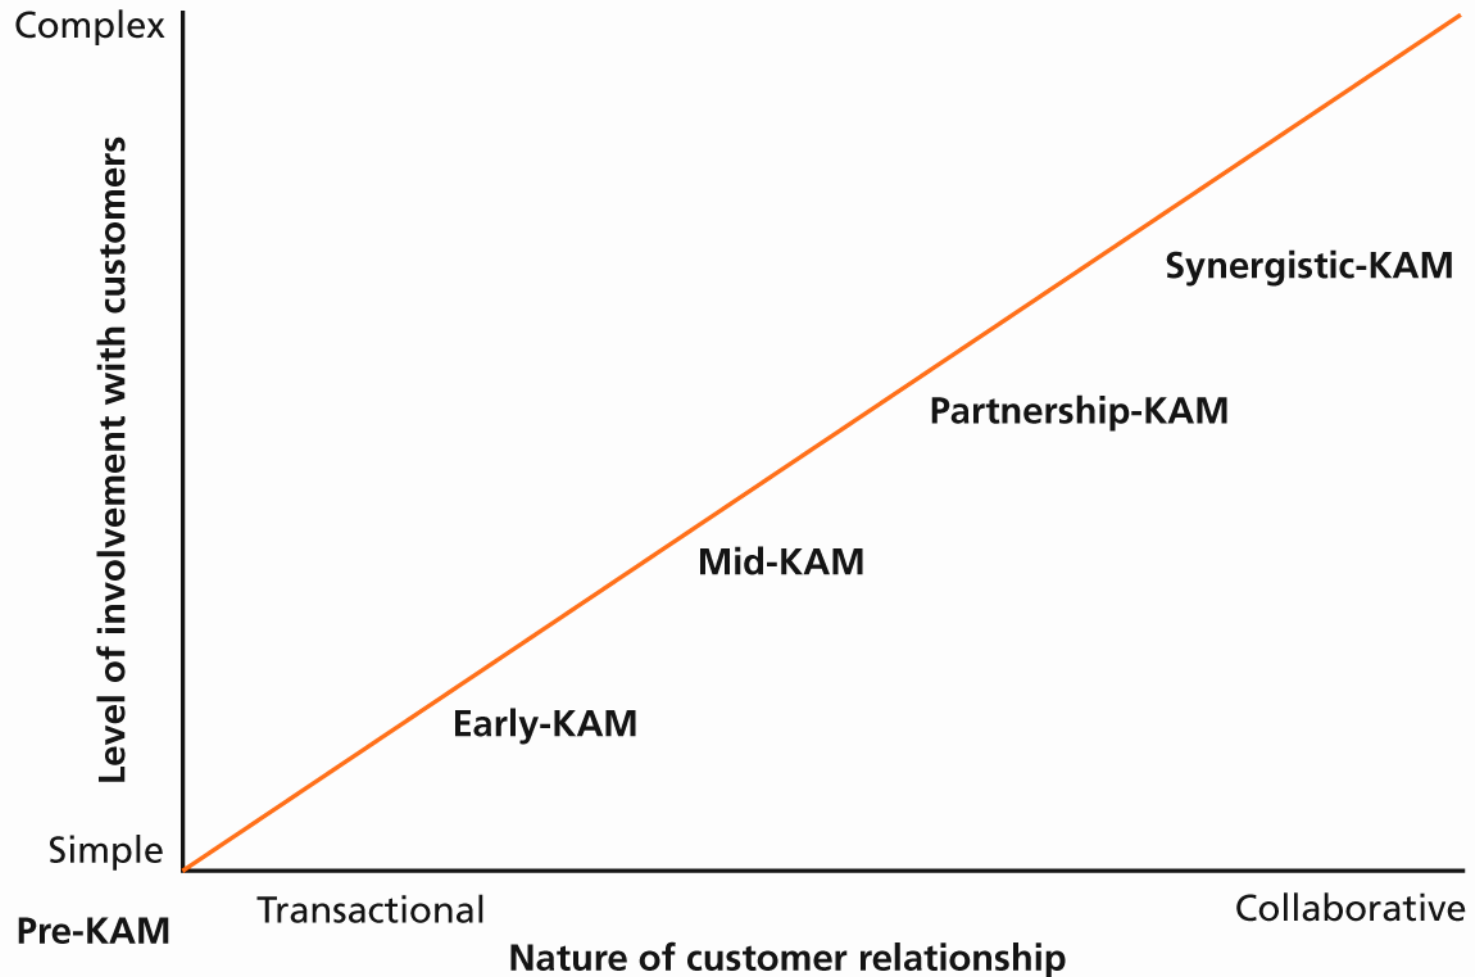 Complex
Level of involvement with customers
Synergistic-KAM
Partnership-KAM
Mid-KAM
Early-KAM
Simple
Pre-KAM
Transactional
Collaborative
Nature of customer relationship